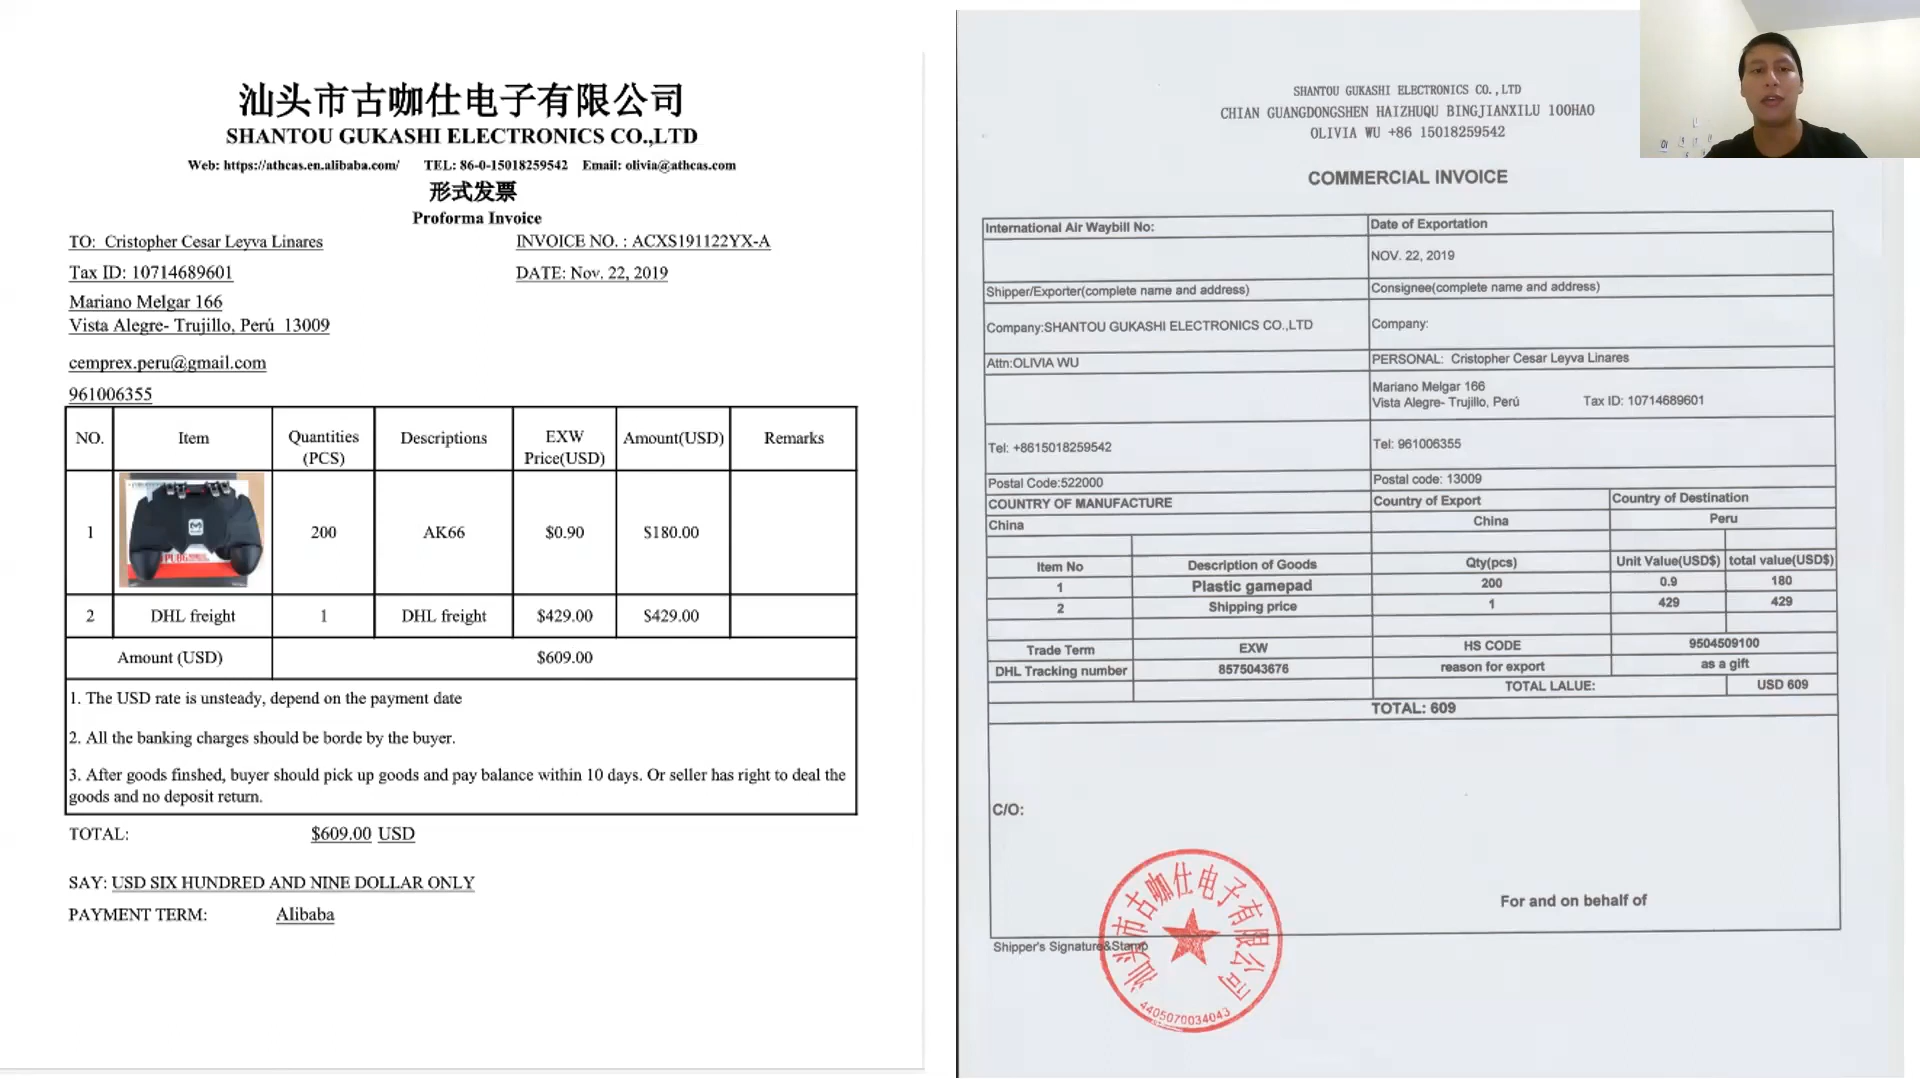 汕头市古咖仕电子有限公司
SHANTOU GUKASHI ELECTRONICS CO.,LTD
Web: https://athcas.en.alibaba.com/ TEL: 86-0-15018259542 Email: olivia@athcas.com
形式发票
Proforma Invoice
TO: Cristopher Cesar Leyva Linares INVOICE NO. : ACXS191122YX-A
Tax ID: 10714689601 DATE: Nov. 22, 2019
Mariano Melgar 166
Vista Alegre- Trujillo, Perú 13009
cemprex.peru@gmail.com
961006355
NO. Item Quantities (PCS) Descriptions EXW Price(USD) Amount(USD) Remarks
1 200 AK66 $0.90 $180.00
2 DHL freight 1 DHL freight $429.00 $429.00
Amount (USD) $609.00
1. The USD rate is unsteady, depend on the payment date
2. All the banking charges should be borde by the buyer.
3. After goods finshed, buyer should pick up goods and pay balance within 10 days. Or seller has right to deal the
goods and no deposit return.
TOTAL: $609.00 USD
SAY: USD SIX HUNDRED AND NINE DOLLAR ONLY
PAYMENT TERM: Alibaba
SHANTOU GUKASHI ELECTRONICS CO.,LTD
CHIAN GUANGDONGSHEN HAIZHUQU BINGJIANXILU 100HAO
OLIVIA WU +86 15018259542
COMMERCIAL INVOICE
International Air Waybill No: Date of Exportation
NOV. 22, 2019
Shipper/Exporter(complete name and address) Consignee(complete name and address)
Company:SHANTOU GUKASHI ELECTRONICS CO.,LTD Company:
Attn:OLIVIA WU PERSONAL: Cristopher Cesar Leyva Linares
Mariano Melgar 166
Vista Alegre- Trujillo, Perú Tax ID: 10714689601
Tel: +8615018259542 Tel: 961006355
Postal Code:522000 Postal code: 13009
COUNTRY OF MANUFACTURE Country of Export Country of Destination
China China Peru
Item No Description of Goods Qty(pcs) Unit Value(USD$) total value(USD$)
1 Plastic gamepad 200 0.9 180
2 Shipping price 1 429 429
Trade Term EXW HS CODE 9504509100
DHL Tracking number 8575043676 reason for export as a gift
TOTAL LALUE: USD 609
TOTAL: 609
C/O:
For and on behalf of
Shipper's Signature&Stamp
汕头市古咖仕电子有限公司
4405070034043